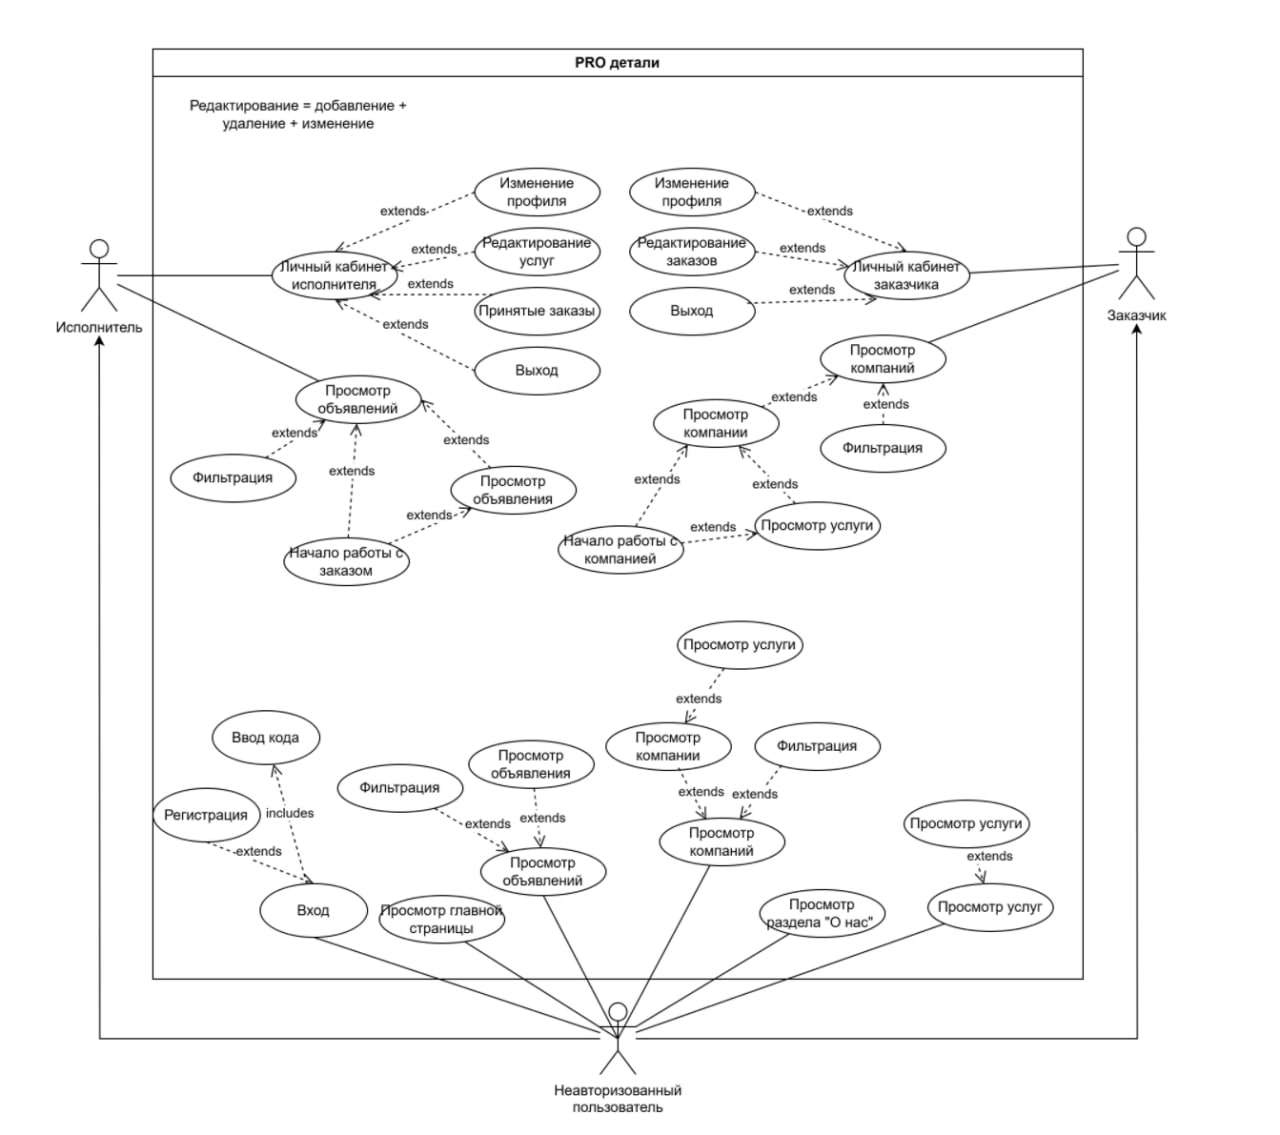 PRO детали
Редактирование = добавление +
удаление + изменение
Изменение
профиля
Изменение
профиля
extends
extends
Редактирование
услуг
Редактирование
заказов
extends
extends
Личный кабинет
исполнителя
Личный кабинет
заказчика
extends
extends
Принятые заказы
Выход
Исполнитель
Заказчик
extends
Выход
Просмотр
компаний
Просмотр
объявлений
extends
extends
Просмотр
компании
extends
extends
Фильтрация
extends
extends
Фильтрация
Просмотр
объявления
extends
extends
extends
extends
Просмотр услуги
Начало работы с
заказом
Начало работы с
компанией
Просмотр услуги
extends
Ввод кода
Просмотр
компании
Фильтрация
Просмотр
объявления
Фильтрация
extends
extends
Регистрация
includes
extends
extends
Просмотр услуги
Просмотр
компаний
extends
extends
Просмотр
объявлений
Вход
Просмотр главной
страницы
Просмотр
раздела "О нас"
Просмотр услуг
Неавторизованный
пользователь